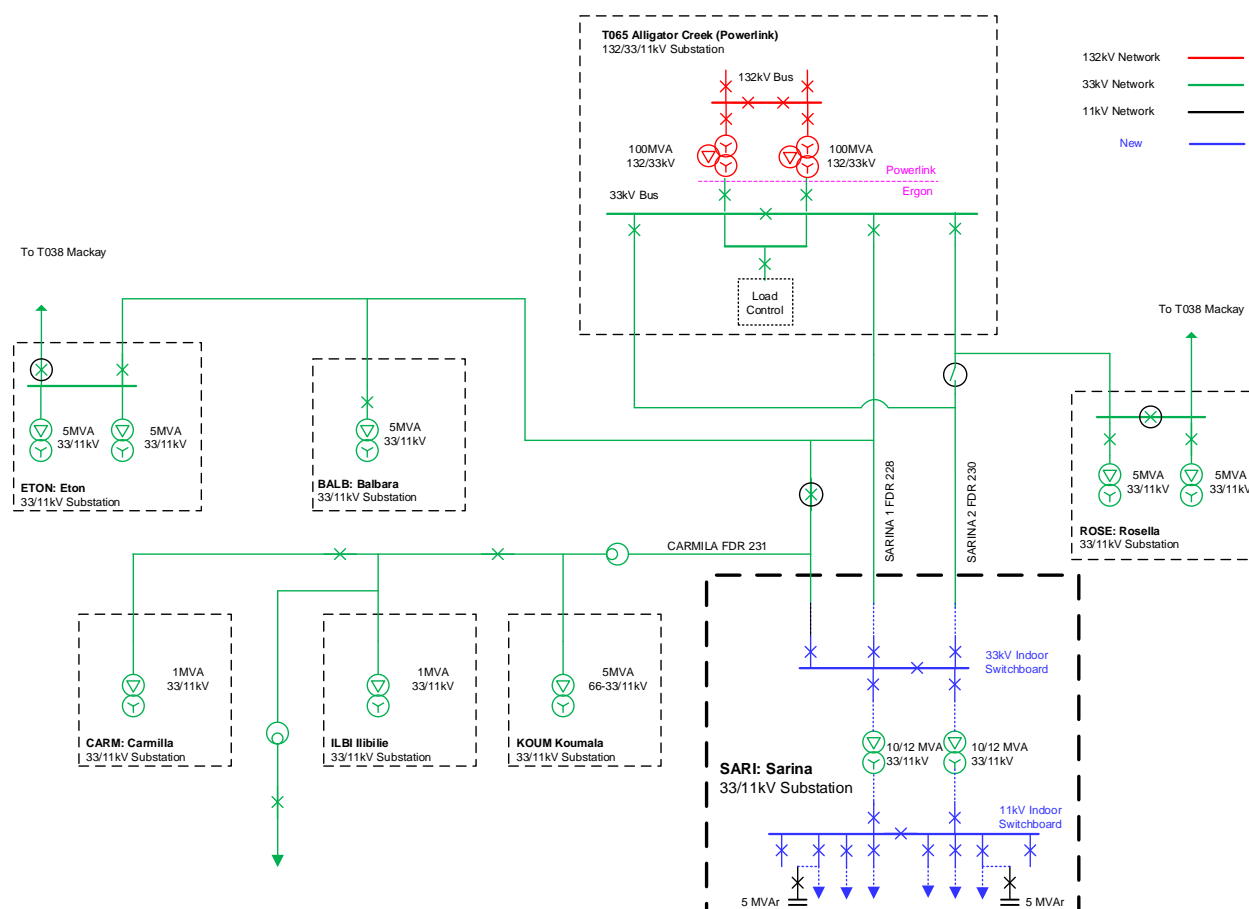 T065 Alligator Creek (Powerlink)
132/33/11kV Substation
132kV Bus
100MVA
132/33kV
100MVA
132/33kV
Powerlink
Ergon
33kV Bus
Load
Control
132kV Network
33kV Network
11kV Network
New
To T038 Mackay
5MVA
33/11kV
5MVA
33/11kV
ETON: Eton
33/11kV Substation
5MVA
33/11kV
BALB: Balbara
33/11kV Substation
To T038 Mackay
5MVA
33/11kV
5MVA
33/11kV
ROSE: Rosella
33/11kV Substation
SARINA 1 FDR 228
SARINA 2 FDR 230
CARMILA FDR 231
1MVA
33/11kV
CARM: Carmilla
33/11kV Substation
1MVA
33/11kV
ILBI Ilbilie
33/11kV Substation
5MVA
66-33/11kV
KOUM Koumala
33/11kV Substation
33kV Indoor
Switchboard
10/12 MVA
33/11kV
10/12 MVA
33/11kV
SARI: Sarina
33/11kV Substation
11kV Indoor
Switchboard
5 MVAr
5 MVAr